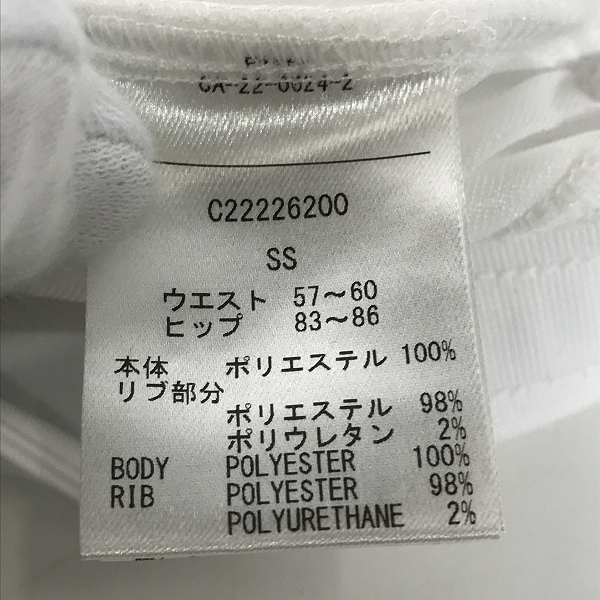 C22226200
SS
ウエスト 57～60
ヒップ 83～86
本体 ポリエステル 100%
リブ部分
ポリエステル 98%
ポリウレタン 2%
BODY POLYESTER 100%
RIB POLYESTER 98%
POLYURETHANE 2%